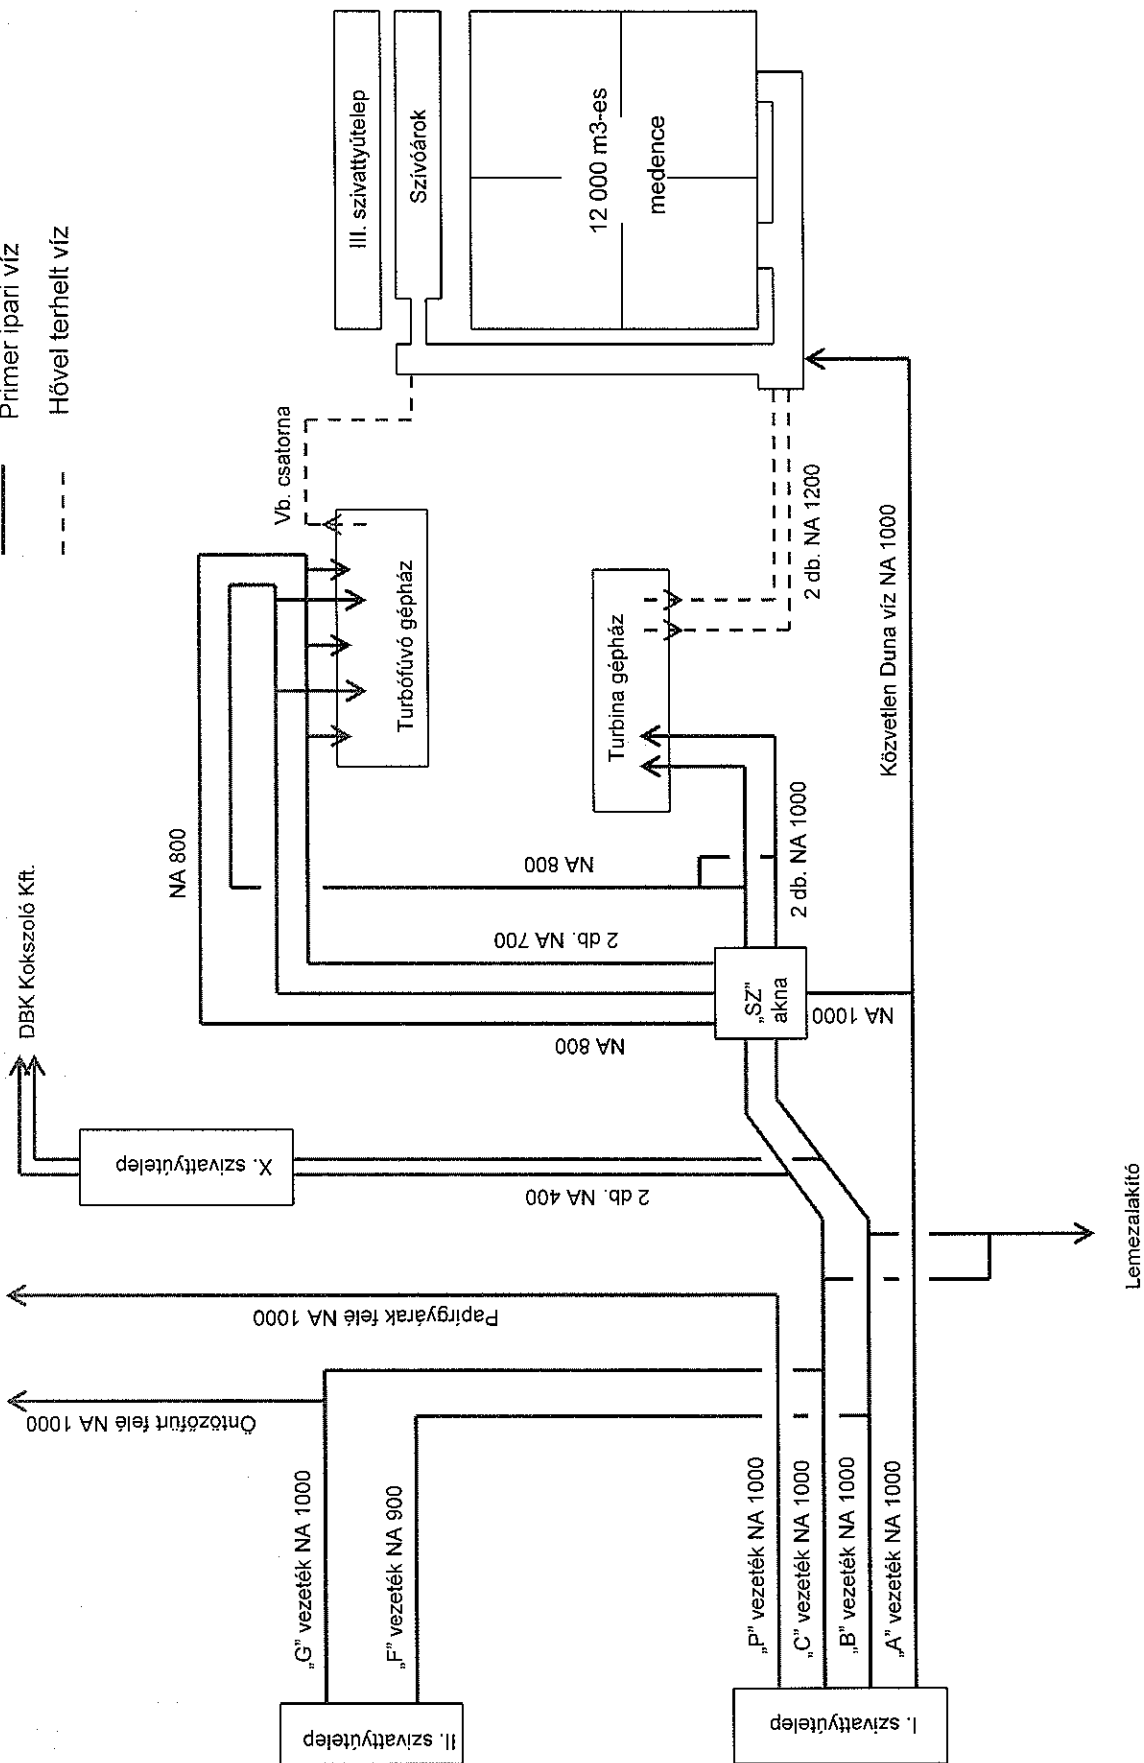 Primer ipari víz
Hővel terhelt víz
III. szivattyútelep
Szívóárok
12 000 m3-es
medence
Vb. csatorna
Turbófúvó gépház
Turbina gépház
2 db. NA 1200
Közvetlen Duna víz NA 1000
NA 800
NA 800
2 db. NA 700
2 db. NA 1000
DBK Kokszoló Kft.
„SZ”
akna
NA 1000
NA 800
X. szivattyútelep
2 db. NA 400
Lemezalakító
Papírgyárak felé NA 1000
Öntözőfürt felé NA 1000
„G” vezeték NA 1000
„F” vezeték NA 900
„P” vezeték NA 1000
„C” vezeték NA 1000
„B” vezeték NA 1000
„A” vezeték NA 1000
II. szivattyútelep
I. szivattyútelep